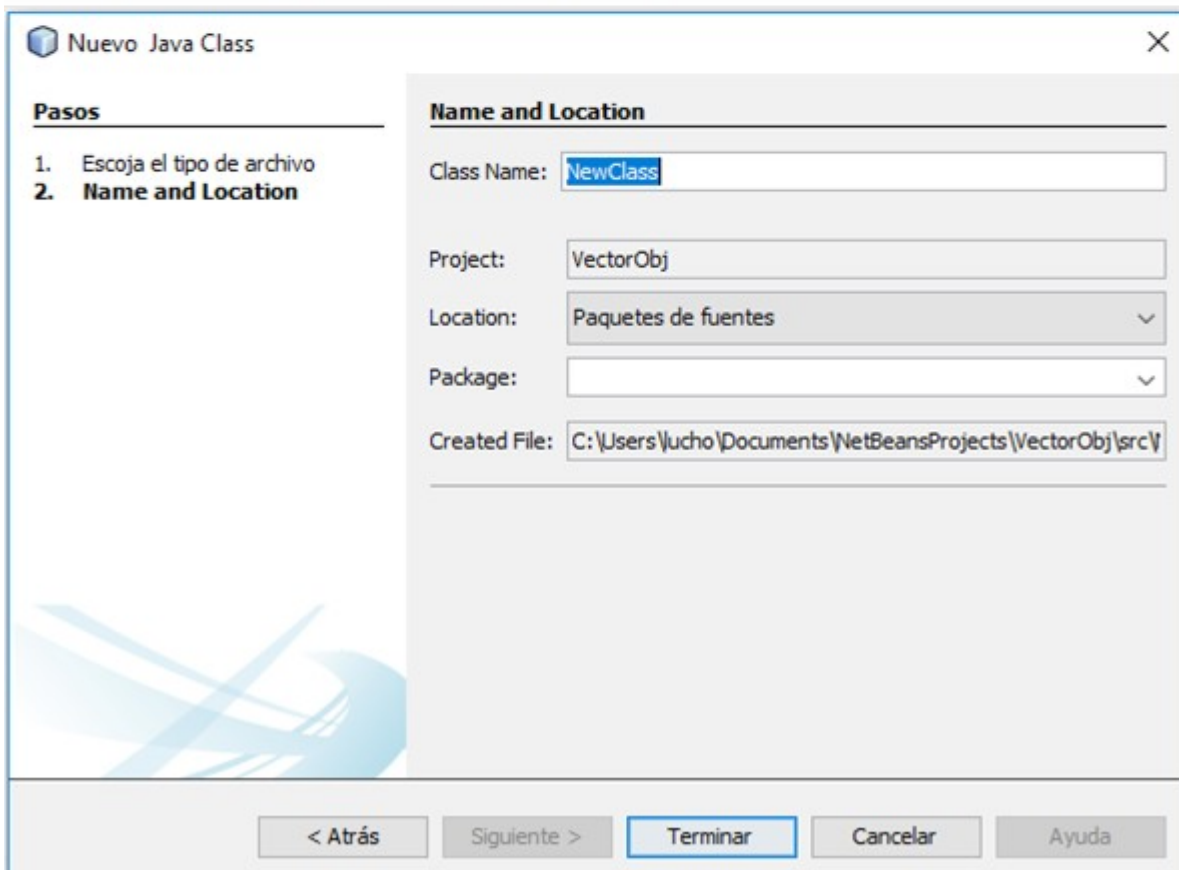 Nuevo Java Class
Pasos
1. Escoja el tipo de archivo
2. Name and Location
Name and Location
Class Name: NewClass
Project: VectorObj
Location: Paquetes de fuentes
Package:
Created File: C:\Users\lucho\Documents\NetBeansProjects\VectorObj\src\
< Atrás Siguiente > Terminar Cancelar Ayuda